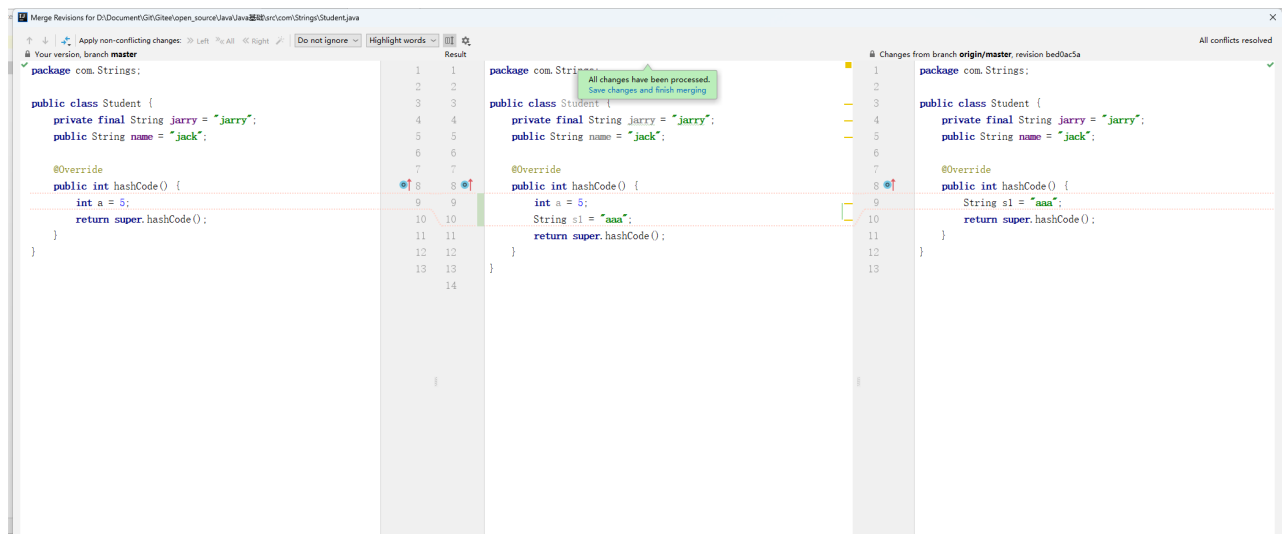 Merge Revisions for D:\Document\Git\Gitee\open_source\Java\Java基础\src\com\Strings\Student.java
Apply non-conflicting changes: Left All Right Do not ignore Highlight words All conflicts resolved
Your version, branch master Result Changes from branch origin/master, revision bed0ac5a
All changes have been processed.
Save changes and finish merging
package com.Strings;
public class Student {
private final String jarry = "jarry";
public String name = "jack";
@Override
public int hashCode() {
int a = 5;
return super.hashCode();
}
}
1 1
2 2
3 3
4 4
5 5
6 6
7 7
8 8
9 9
10 10
11 11
12 12
13 13
14
package com.Strings;
public class Student {
private final String jarry = "jarry";
public String name = "jack";
@Override
public int hashCode() {
int a = 5;
String s1 = "aaa";
return super.hashCode();
}
}
1 package com.Strings;
2
3 public class Student {
4 private final String jarry = "jarry";
5 public String name = "jack";
6
7 @Override
8 public int hashCode() {
9 String s1 = "aaa";
10 return super.hashCode();
11 }
12 }
13